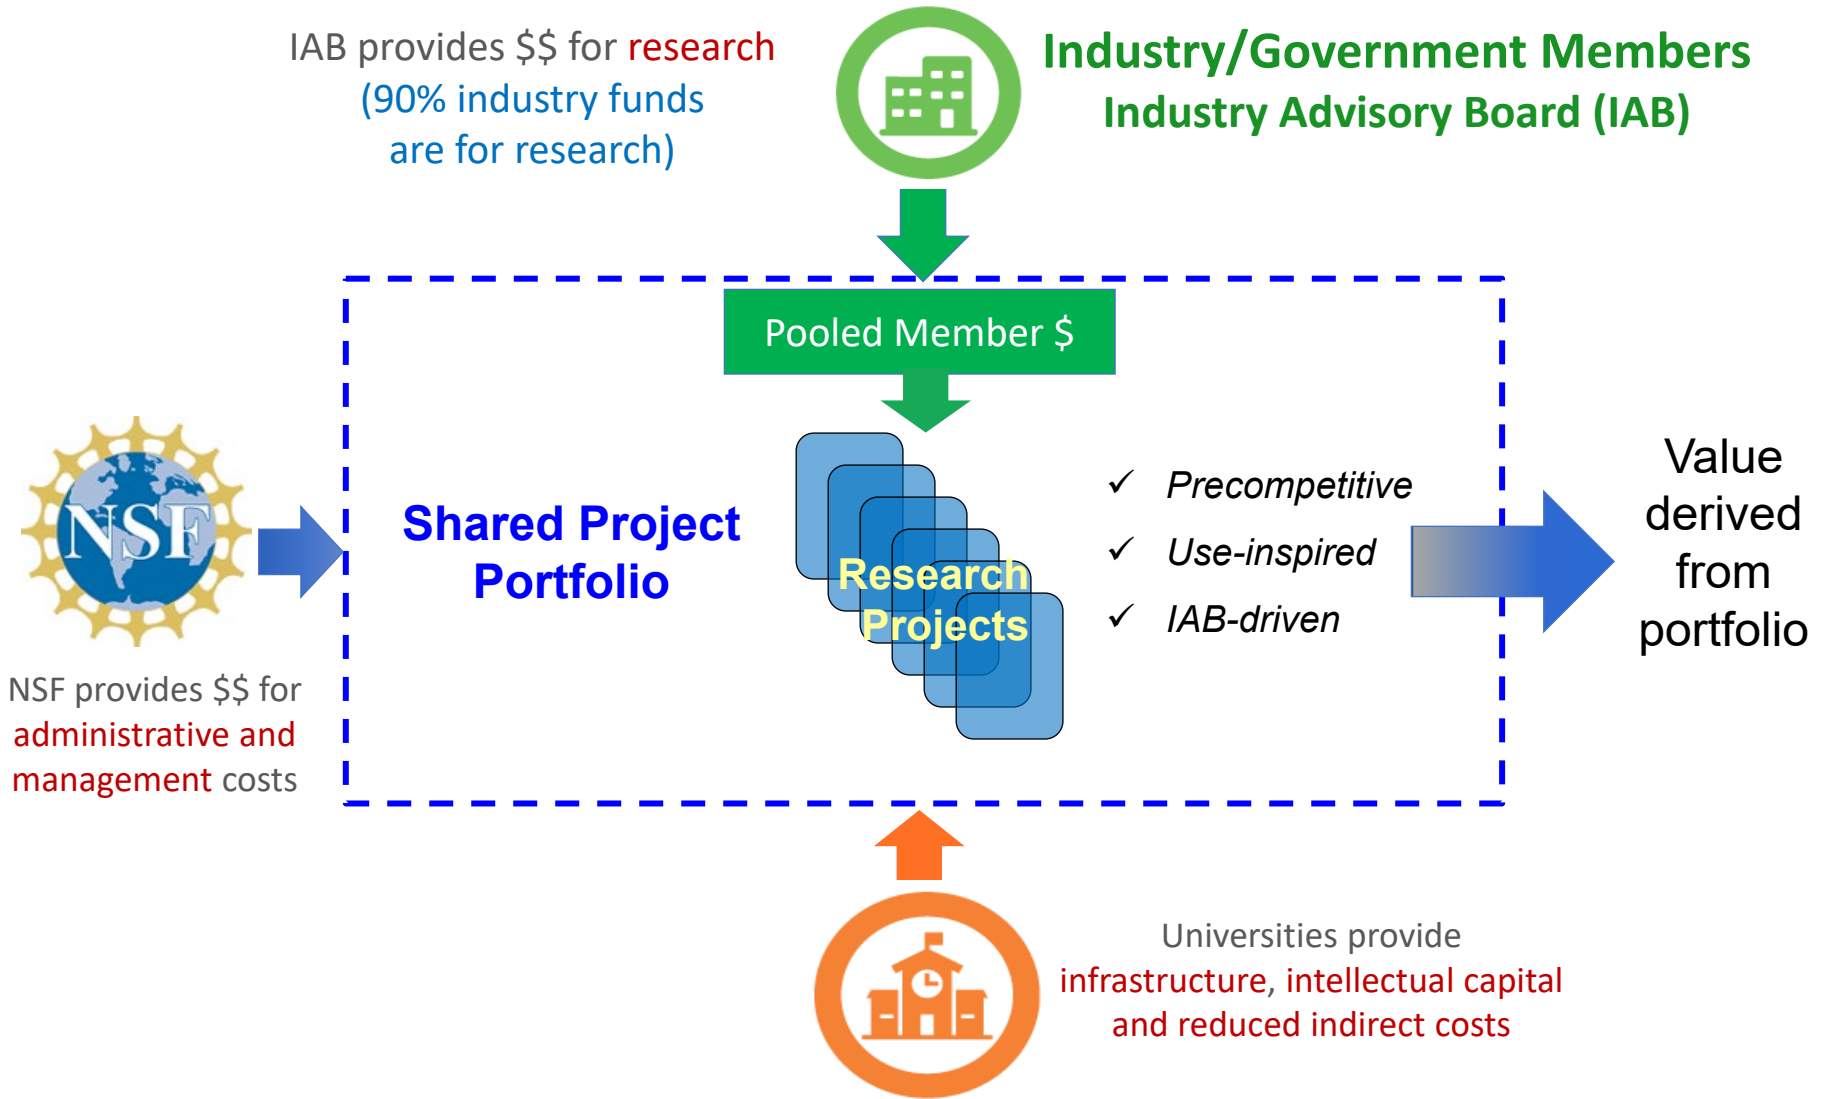 IAB provides $$ for research
(90% industry funds
are for research)
Industry/Government Members
Industry Advisory Board (IAB)
Pooled Member $
NSF
NSF provides $$ for
administrative and
management costs
Shared Project
Portfolio
Research
Projects
✓ Precompetitive
✓ Use-inspired
✓ IAB-driven
Value
derived
from
portfolio
Universities provide
infrastructure, intellectual capital
and reduced indirect costs